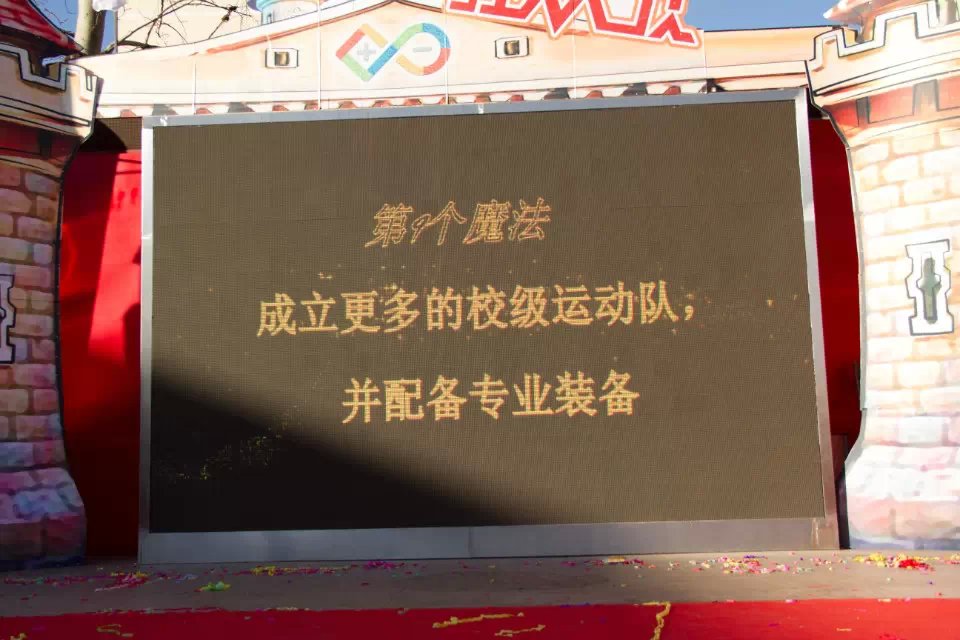 第9个魔法
成立更多的校级运动队，
并配备专业装备